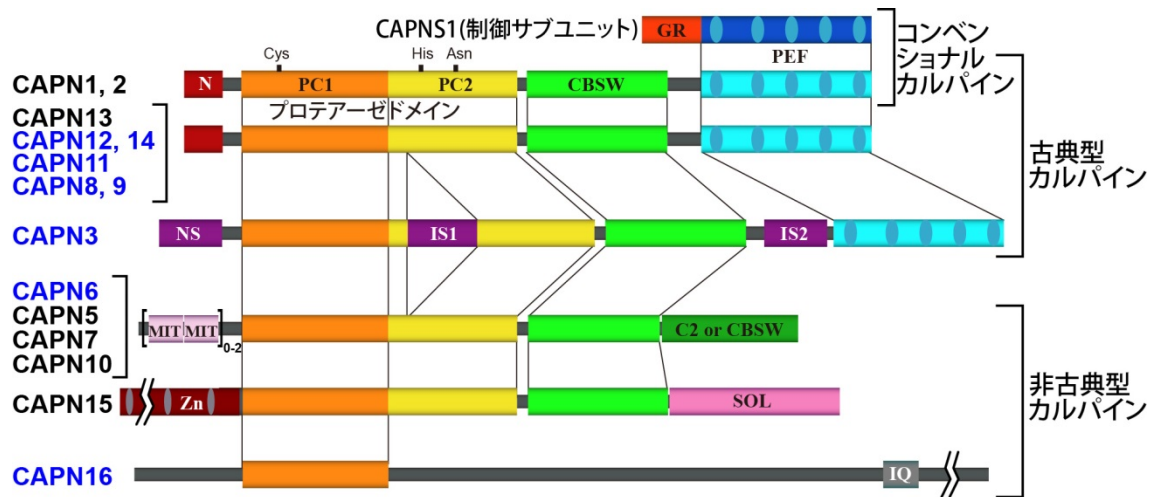 CAPNS1(制御サブユニット)
GR
コンベン
ショナル
カルパイン
Cys
His
Asn
PEF
CAPN1, 2
N
PC1
PC2
CBSW
プロテアーゼドメイン
CAPN13
CAPN12, 14
CAPN11
CAPN8, 9
古典型
カルパイン
CAPN3
NS
IS1
IS2
CAPN6
CAPN5
CAPN7
CAPN10
[MIT MIT]0-2
C2 or CBSW
非古典型
カルパイン
CAPN15
Zn
SOL
CAPN16
IQ